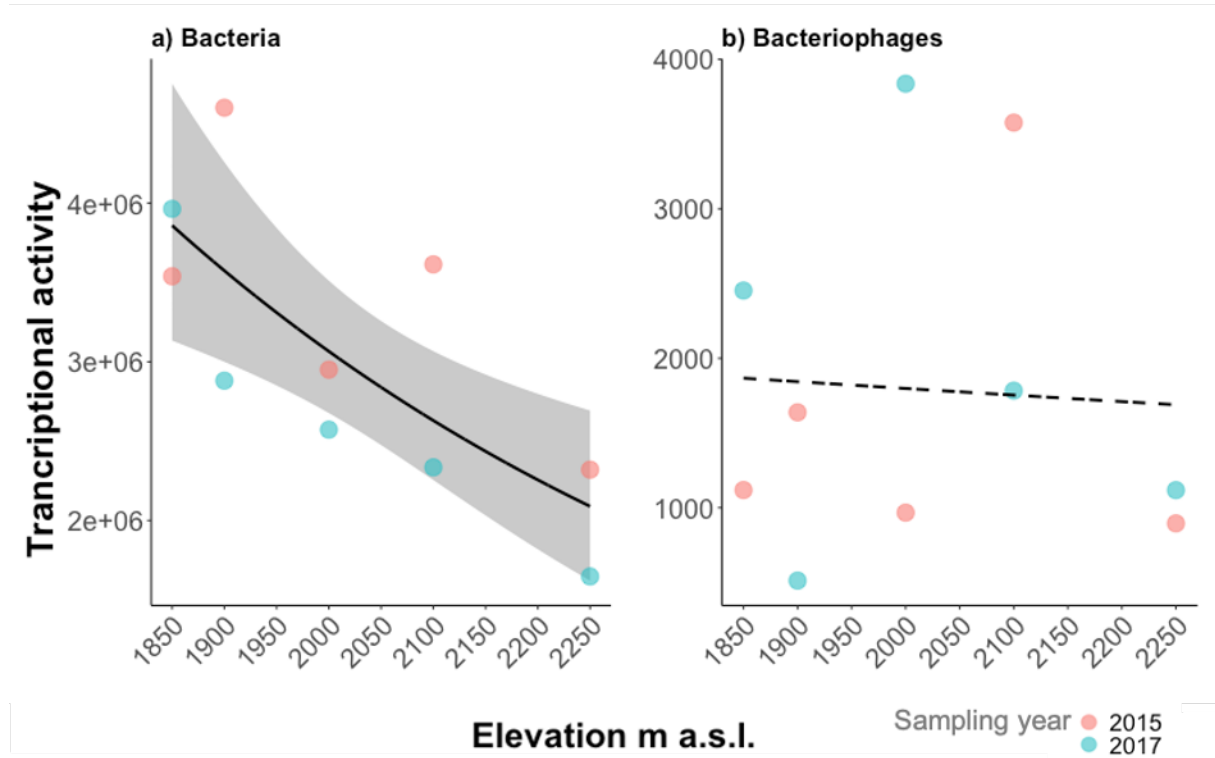 a) Bacteria
b) Bacteriophages
Trancriptional activity
4e+06
3e+06
2e+06
4000
3000
2000
1000
1850 1900 1950 2000 2050 2100 2150 2200 2250
1850 1900 1950 2000 2050 2100 2150 2200 2250
Elevation m a.s.l.
Sampling year
2015
2017